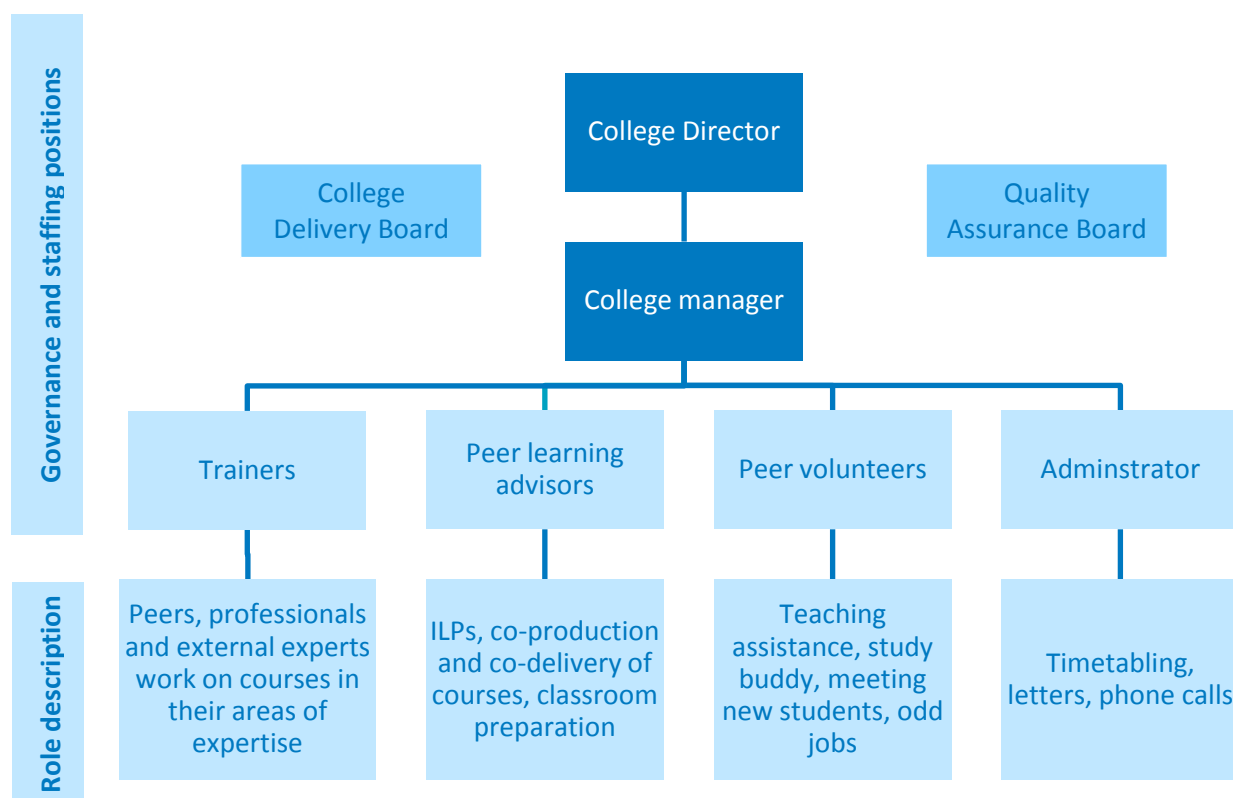 Governance and staffing positions
College Director
College
Delivery Board
Quality
Assurance Board
College manager
Trainers
Peer learning
advisors
Peer volunteers
Adminstrator
Role description
Peers, professionals
and external experts
work on courses in
their areas of
expertise
ILPs, co-production
and co-delivery of
courses, classroom
preparation
Teaching
assistance, study
buddy, meeting
new students, odd
jobs
Timetabling,
letters, phone calls